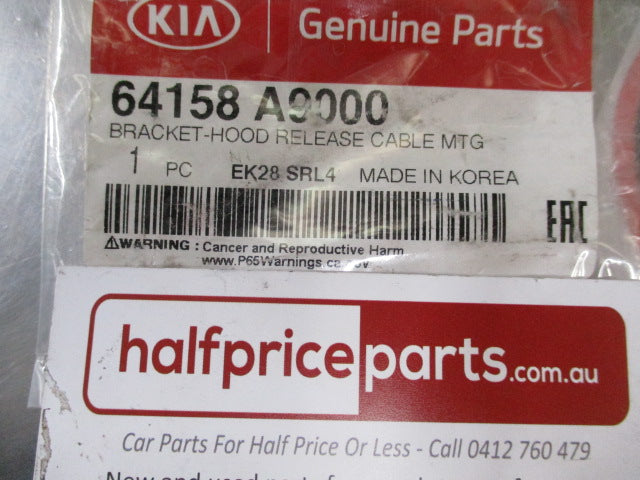 KIA Genuine Parts
64158 A9000
BRACKET-HOOD RELEASE CABLE MTG
1 PC EK28 SRL4 MADE IN KOREA
EAC
WARNING : Cancer and Reproductive Harm
www.P65Warnings.ca
halfpriceparts.com.au
Car Parts For Half Price Or Less - Call 0412 760 479